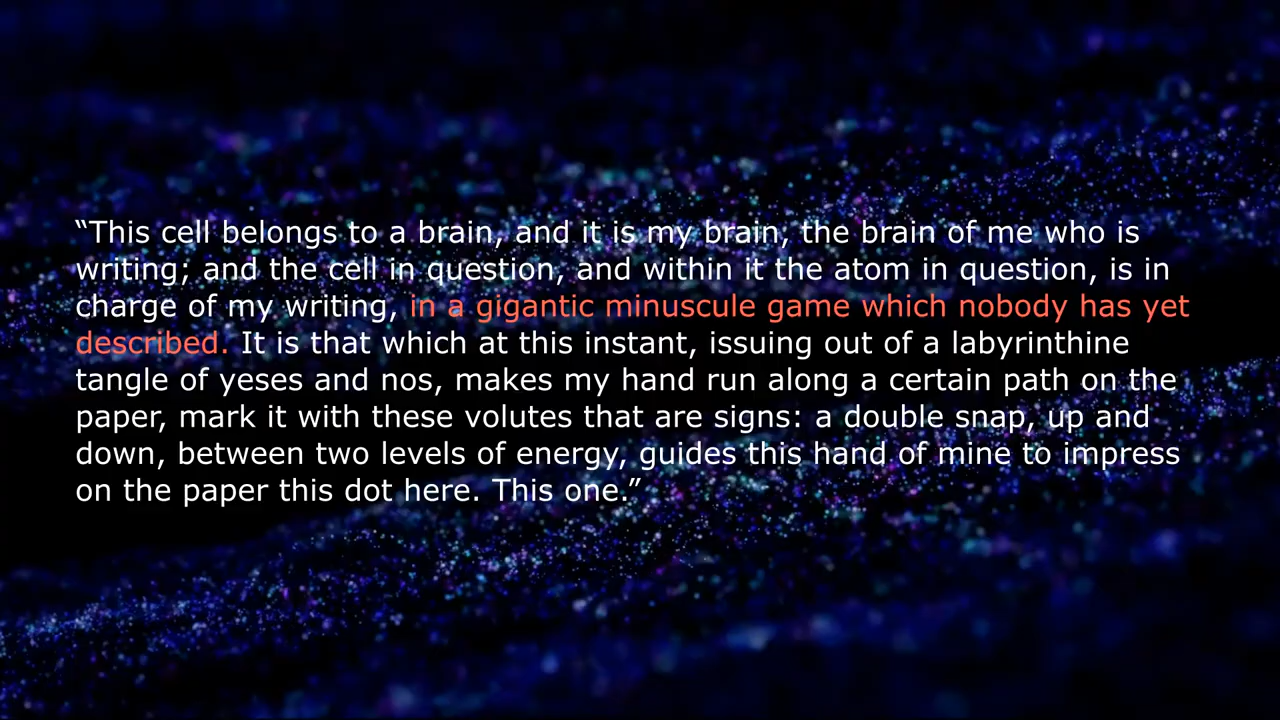 “This cell belongs to a brain, and it is my brain, the brain of me who is
writing; and the cell in question, and within it the atom in question, is in
charge of my writing, in a gigantic minuscule game which nobody has yet
described. It is that which at this instant, issuing out of a labyrinthine
tangle of yeses and nos, makes my hand run along a certain path on the
paper, mark it with these volutes that are signs: a double snap, up and
down, between two levels of energy, guides this hand of mine to impress
on the paper this dot here. This one.”